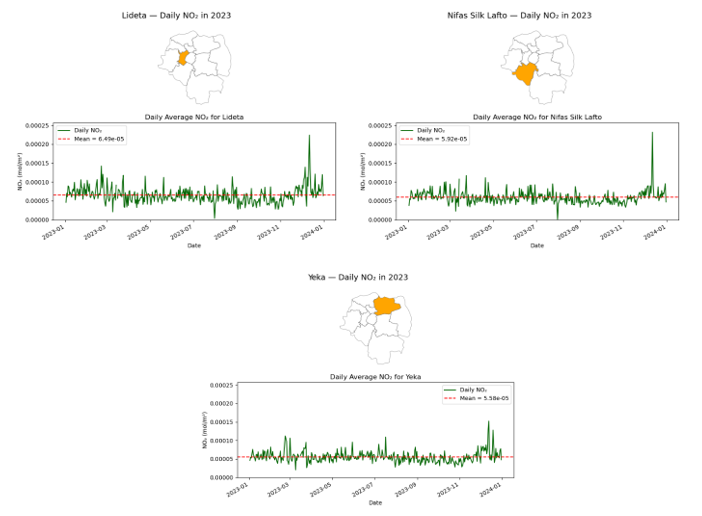 Lideta — Daily NO₂ in 2023
Daily Average NO₂ for Lideta
0.00025
0.00020
0.00015
0.00010
0.00005
0.00000
NO₂ (mol/m²)
Daily NO₂
Mean = 6.49e-05
2023-01
2023-03
2023-05
2023-07
2023-09
2023-11
2024-01
Date
Nifas Silk Lafto — Daily NO₂ in 2023
Daily Average NO₂ for Nifas Silk Lafto
0.00025
0.00020
0.00015
0.00010
0.00005
0.00000
NO₂ (mol/m²)
Daily NO₂
Mean = 5.92e-05
2023-01
2023-03
2023-05
2023-07
2023-09
2023-11
2024-01
Date
Yeka — Daily NO₂ in 2023
Daily Average NO₂ for Yeka
0.00025
0.00020
0.00015
0.00010
0.00005
0.00000
NO₂ (mol/m²)
Daily NO₂
Mean = 5.58e-05
2023-01
2023-03
2023-05
2023-07
2023-09
2023-11
2024-01
Date